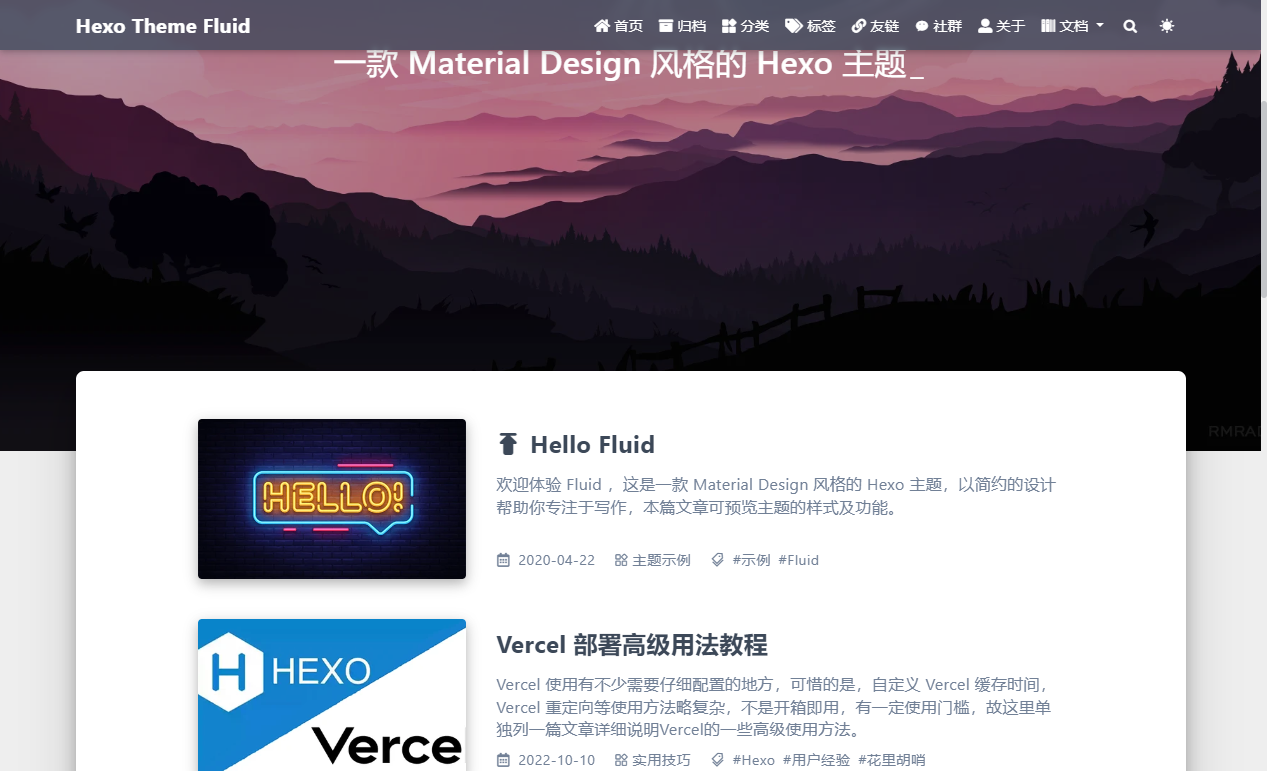 Hexo Theme Fluid 首页 归档 分类 标签 友链 社群 关于 文档
一款 Material Design 风格的 Hexo 主题_
RMRA
HELLO!
Hello Fluid
欢迎体验 Fluid ，这是一款 Material Design 风格的 Hexo 主题，以简约的设计
帮助你专注于写作，本篇文章可预览主题的样式及功能。
2020-04-22 主题示例 #示例 #Fluid
HEXO
Verce
Vercel 部署高级用法教程
Vercel 使用有不少需要仔细配置的地方，可惜的是，自定义 Vercel 缓存时间，
Vercel 重定向等使用方法略复杂，不是开箱即用，有一定使用门槛，故这里单
独列一篇文章详细说明Vercel的一些高级使用方法。
2022-10-10 实用技巧 #Hexo #用户经验 #花里胡哨